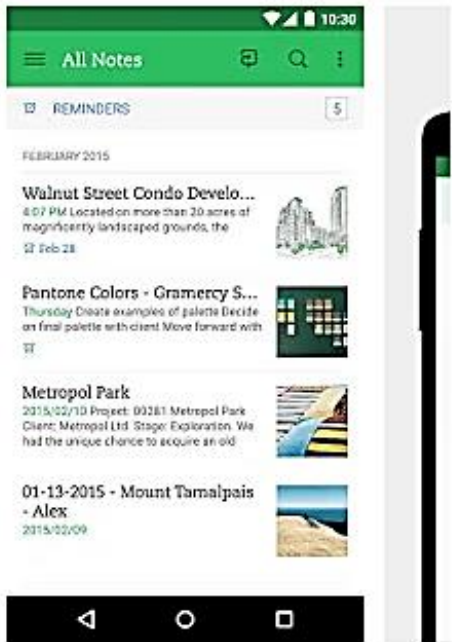 10:30
All Notes
REMINDERS
5
FEBRUARY 2015
Walnut Street Condo Develo...
4:07 PM Located on more than 20 acres of
magnificently landscaped grounds, the
Feb 28
Pantone Colors - Gramercy S...
Thursday Create examples of palette Decide
on final palette with client Move forward with
Metropol Park
2015/02/10 Project: 00281 Metropol Park
Client: Metropol Ltd. Stage: Exploration. We
had the unique chance to acquire an old
01-13-2015 - Mount Tamalpais
- Alex
2015/02/09